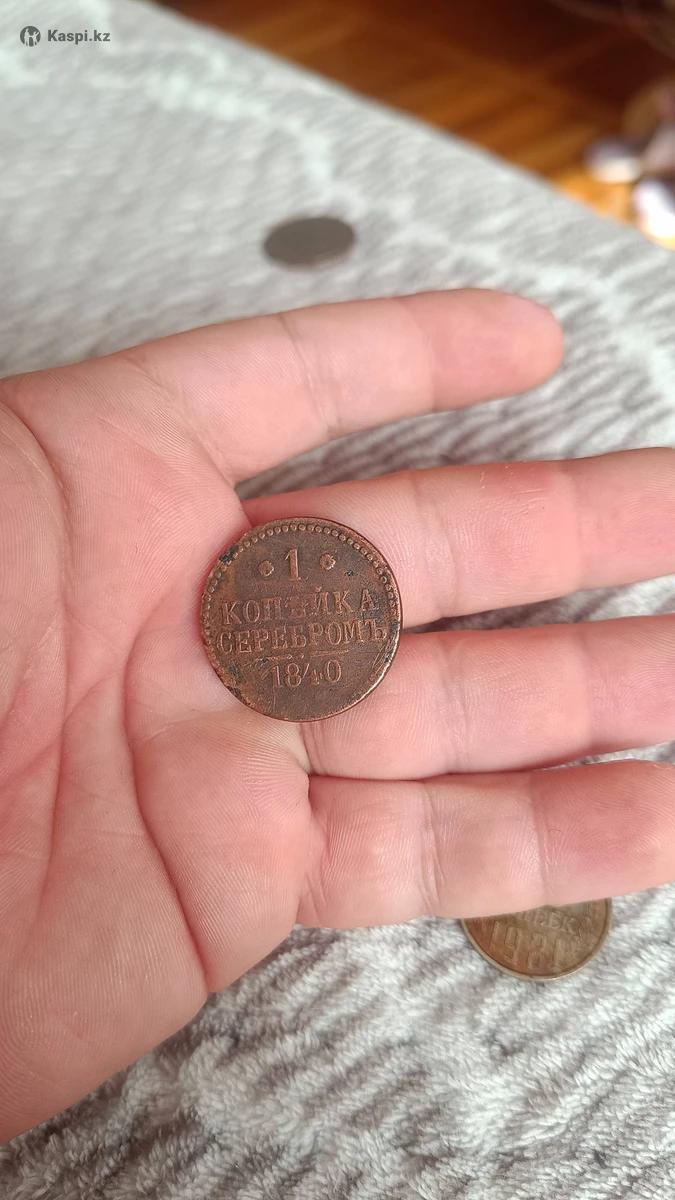 Kaspi.kz
1
КОПѢЙКА
СЕРЕБРОМЪ
1840